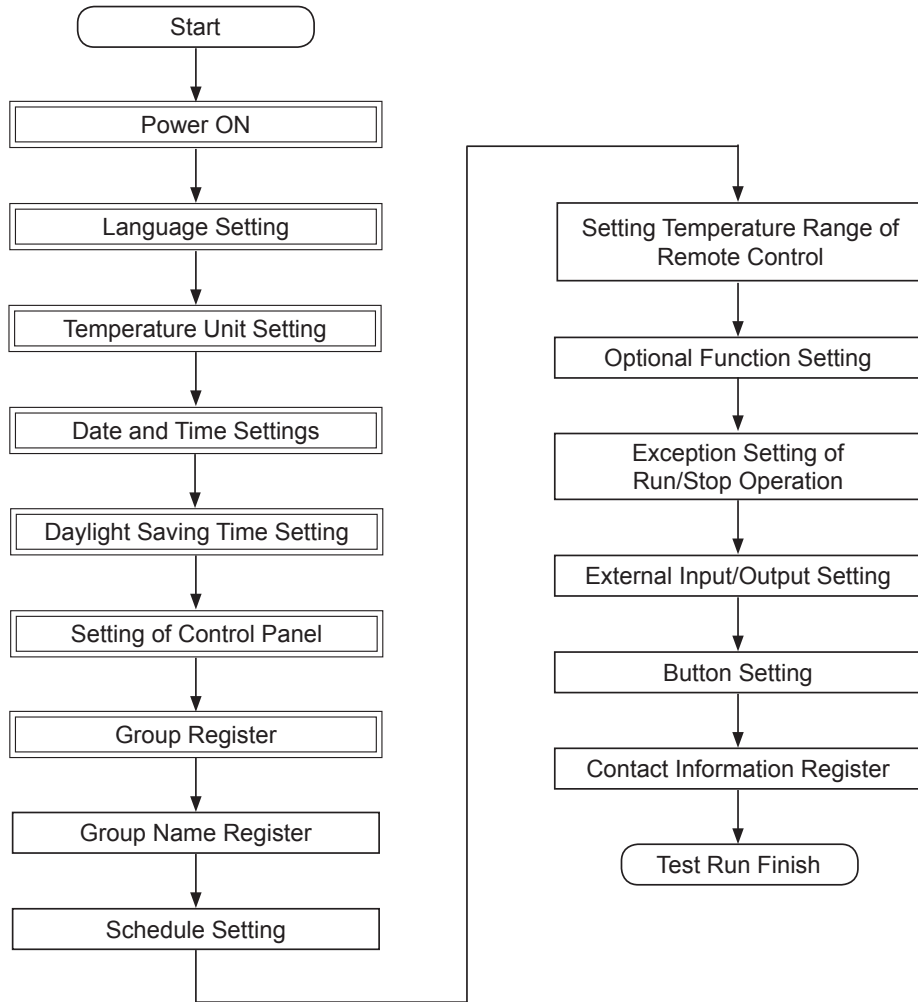 Start
Power ON
Language Setting
Temperature Unit Setting
Date and Time Settings
Daylight Saving Time Setting
Setting of Control Panel
Group Register
Group Name Register
Schedule Setting
Setting Temperature Range of
Remote Control
Optional Function Setting
Exception Setting of
Run/Stop Operation
External Input/Output Setting
Button Setting
Contact Information Register
Test Run Finish